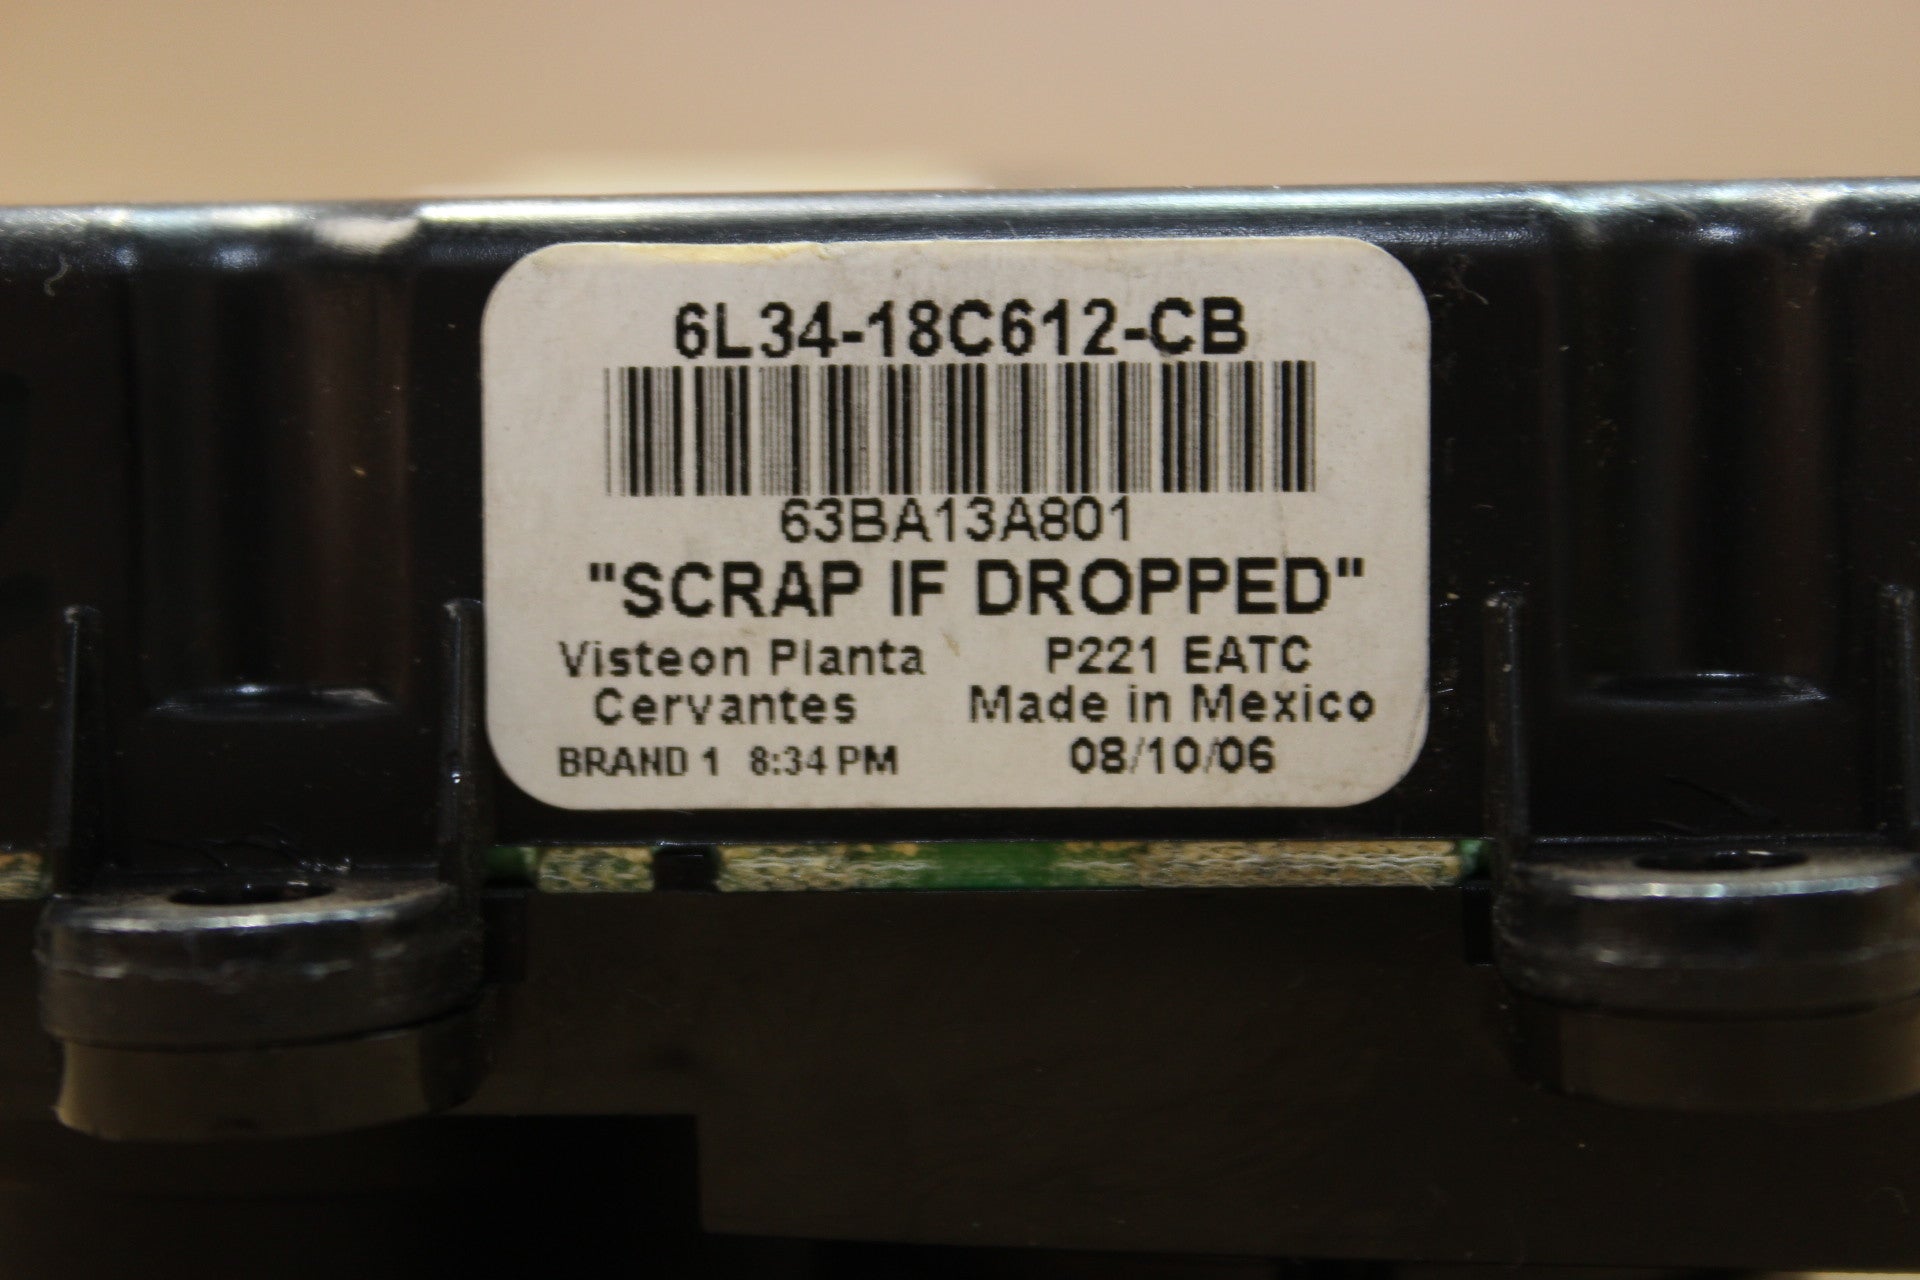 6L34-18C612-CB
63BA13A801
"SCRAP IF DROPPED"
Visteon Planta P221 EATC
Cervantes Made in Mexico
BRAND 1 8:34 PM 08/10/06